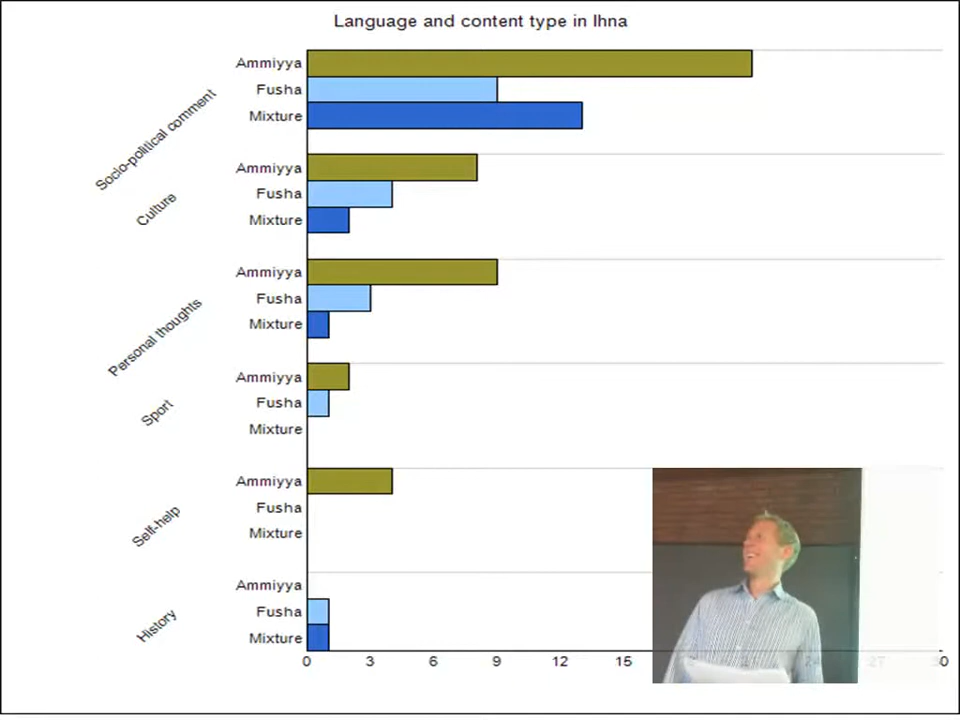 Language and content type in Ihna
Socio-political comment
Ammiyya
Fusha
Mixture
Culture
Ammiyya
Fusha
Mixture
Personal thoughts
Ammiyya
Fusha
Mixture
Sport
Ammiyya
Fusha
Mixture
Self-help
Ammiyya
Fusha
Mixture
History
Ammiyya
Fusha
Mixture
0 3 6 9 12 15 24 27 30